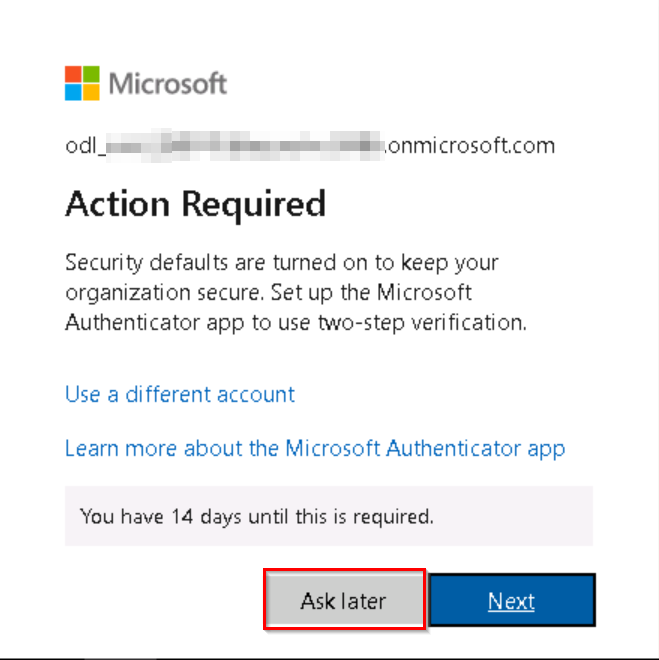 Microsoft
odl_ .onmicrosoft.com
Action Required
Security defaults are turned on to keep your
organization secure. Set up the Microsoft
Authenticator app to use two-step verification.
Use a different account
Learn more about the Microsoft Authenticator app
You have 14 days until this is required.
Ask later
Next